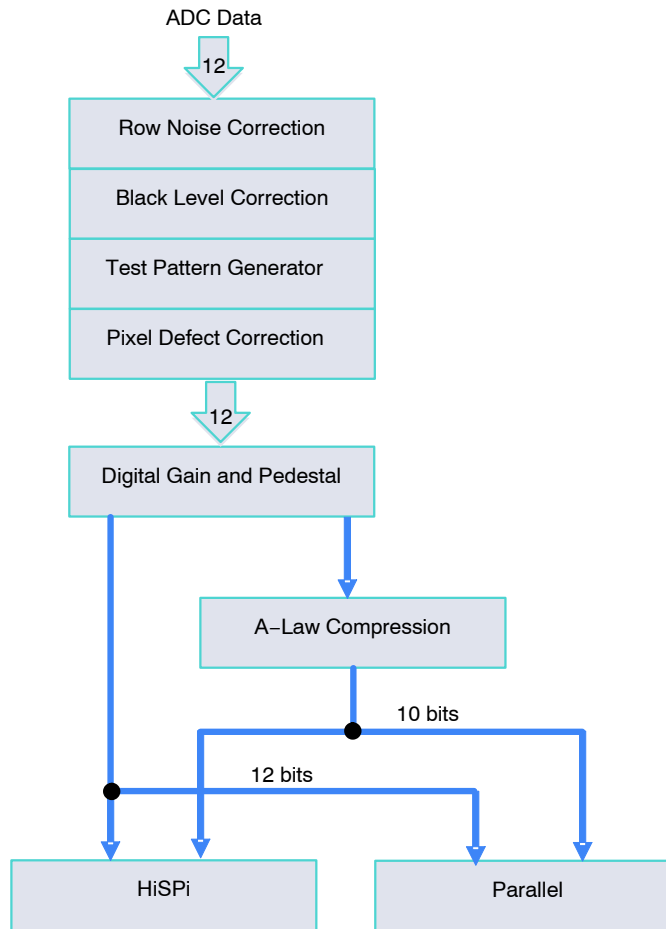 ADC Data
12
Row Noise Correction
Black Level Correction
Test Pattern Generator
Pixel Defect Correction
12
Digital Gain and Pedestal
A−Law Compression
10 bits
12 bits
HiSPi
Parallel